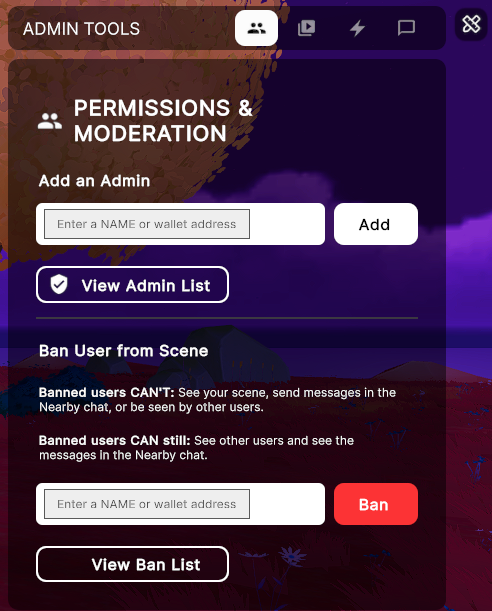 ADMIN TOOLS
PERMISSIONS &
MODERATION
Add an Admin
Enter a NAME or wallet address
Add
View Admin List
Ban User from Scene
Banned users CAN'T: See your scene, send messages in the
Nearby chat, or be seen by other users.
Banned users CAN still: See other users and see the
messages in the Nearby chat.
Enter a NAME or wallet address
Ban
View Ban List